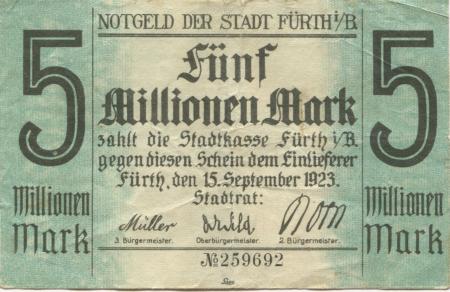 NOTGELD DER STADT FÜRTH i/B.
5
5
Fünf
Millionen Mark
zahlt die Stadtkasse Fürth i/B.
gegen diesen Schein dem Einlieferer
Fürth, den 15. September 1923.
Stadtrat:
Millionen
Mark
Millionen
Mark
Müller
3. Bürgermeister. Oberbürgermeister. 2. Bürgermeister.
№259692